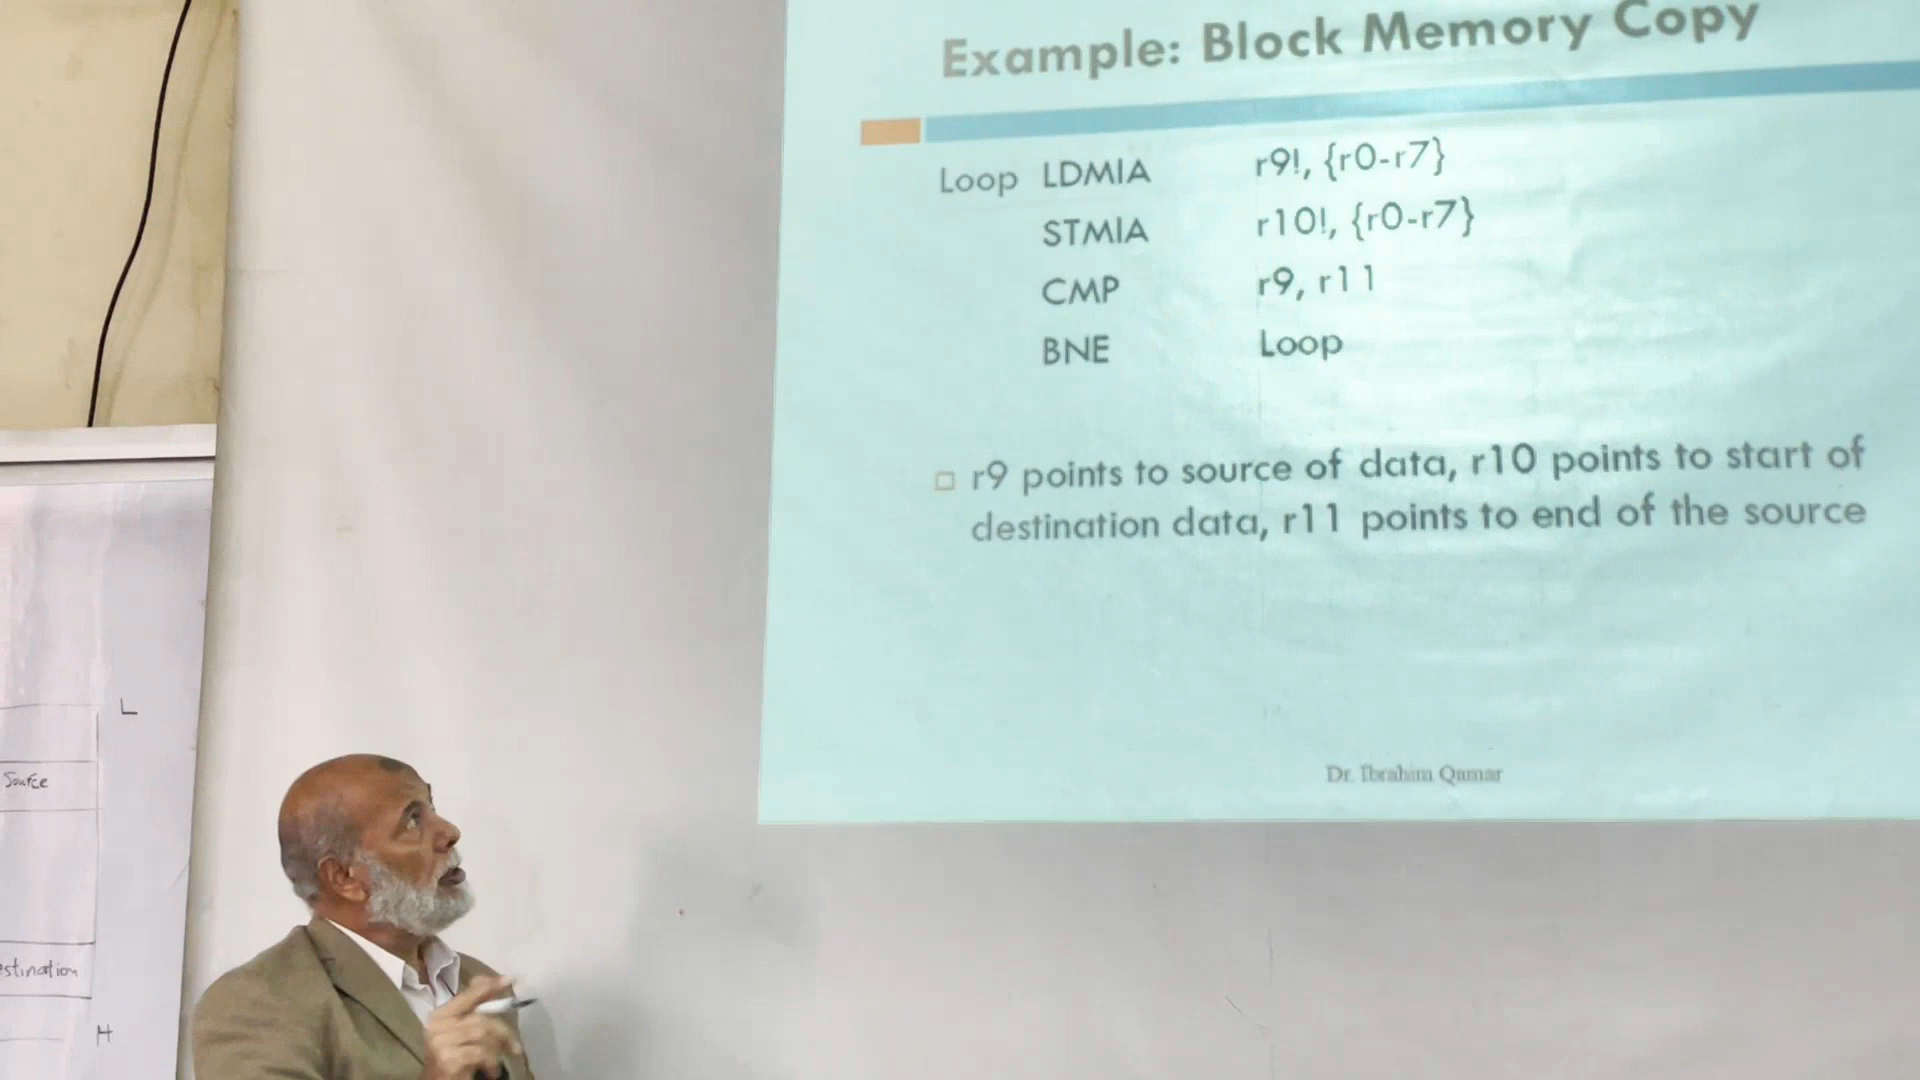 Example: Block Memory Copy
Loop LDMIA r9!, {r0-r7}
STMIA r10!, {r0-r7}
CMP r9, r11
BNE Loop
r9 points to source of data, r10 points to start of
destination data, r11 points to end of the source
Dr. Ibrahim Qamar
L
Source
estination
H